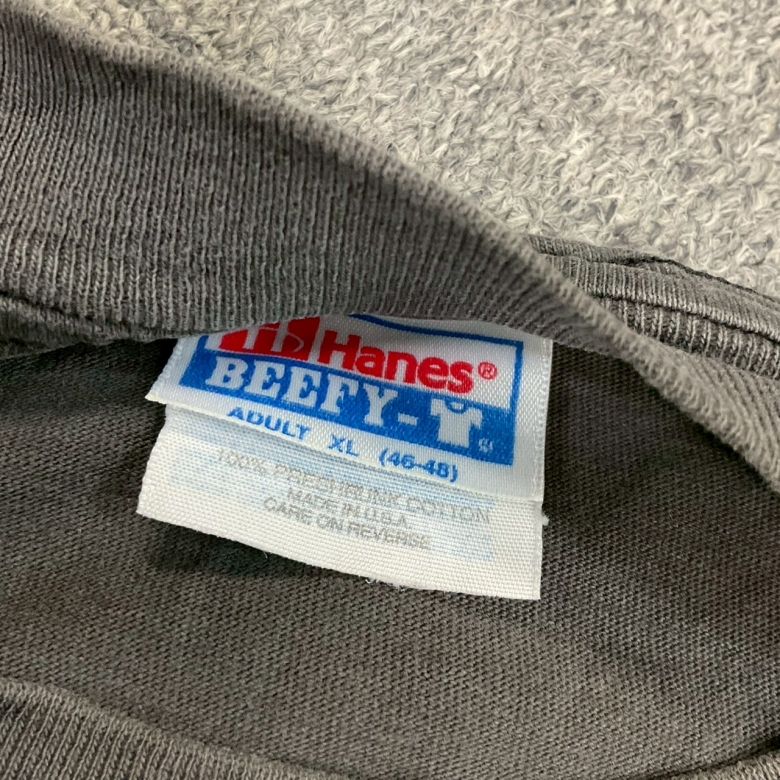 Hanes®
BEEFY-T
ADULT XL (46-48)
100% PRESHRUNK COTTON
MADE IN U.S.A.
CARE ON REVERSE